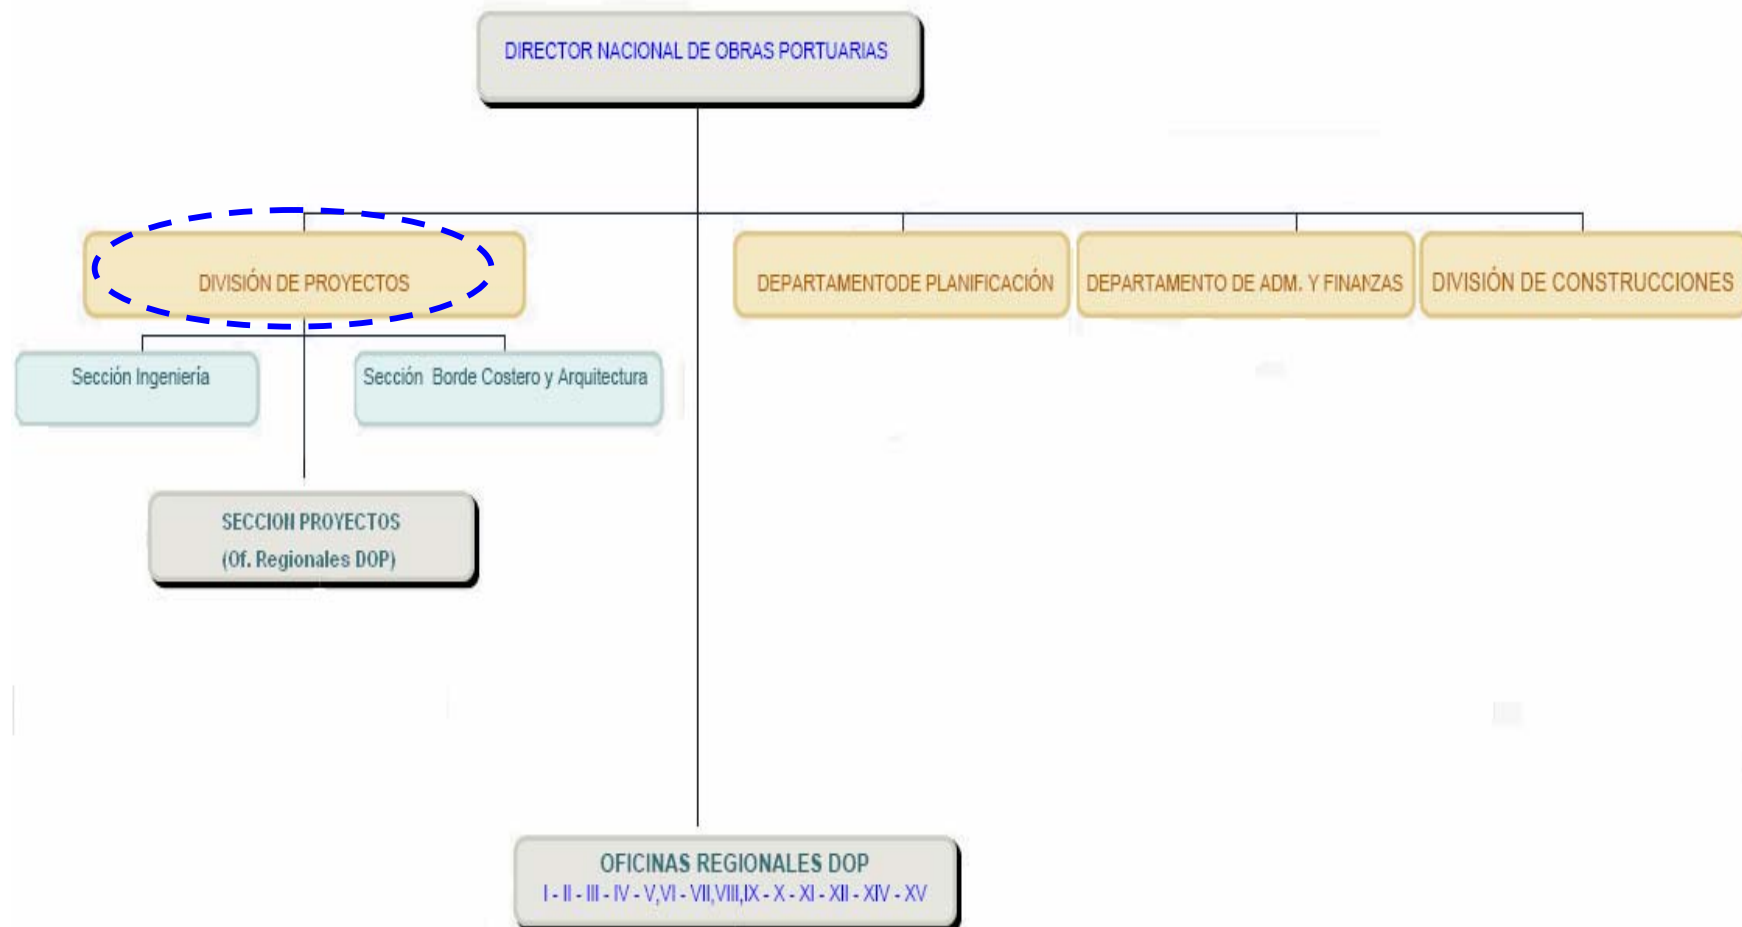 DIRECTOR NACIONAL DE OBRAS PORTUARIAS
DIVISIÓN DE PROYECTOS
DEPARTAMENTODE PLANIFICACIÓN
DEPARTAMENTO DE ADM. Y FINANZAS
DIVISIÓN DE CONSTRUCCIONES
Sección Ingeniería
Sección Borde Costero y Arquitectura
SECCION PROYECTOS
(Of. Regionales DOP)
OFICINAS REGIONALES DOP
I - II - III - IV - V,VI - VII,VIII,IX - X - XI - XII - XIV - XV